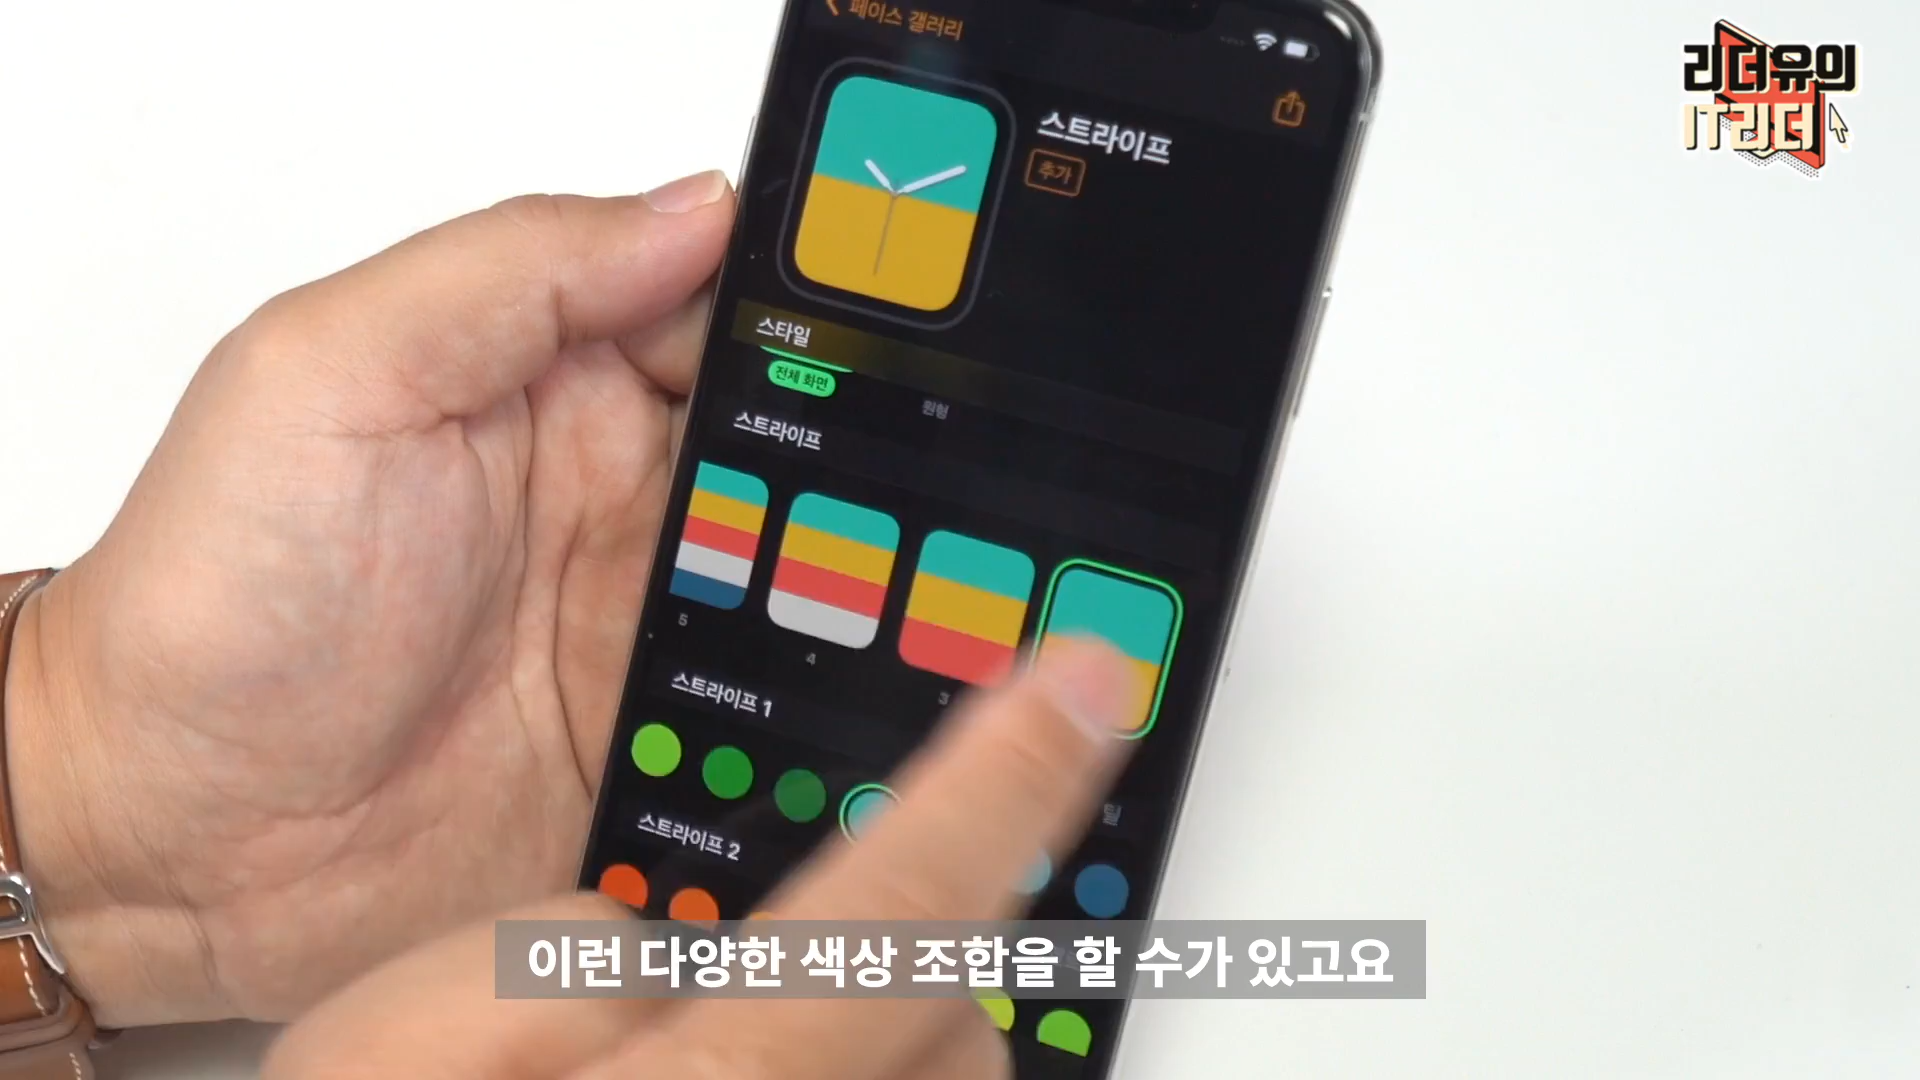 페이스 갤러리
리더유의
IT리더
스트라이프
추가
스타일
전체 화면
원형
스트라이프
5
4
3
스트라이프 1
틸
스트라이프 2
이런 다양한 색상 조합을 할 수가 있고요